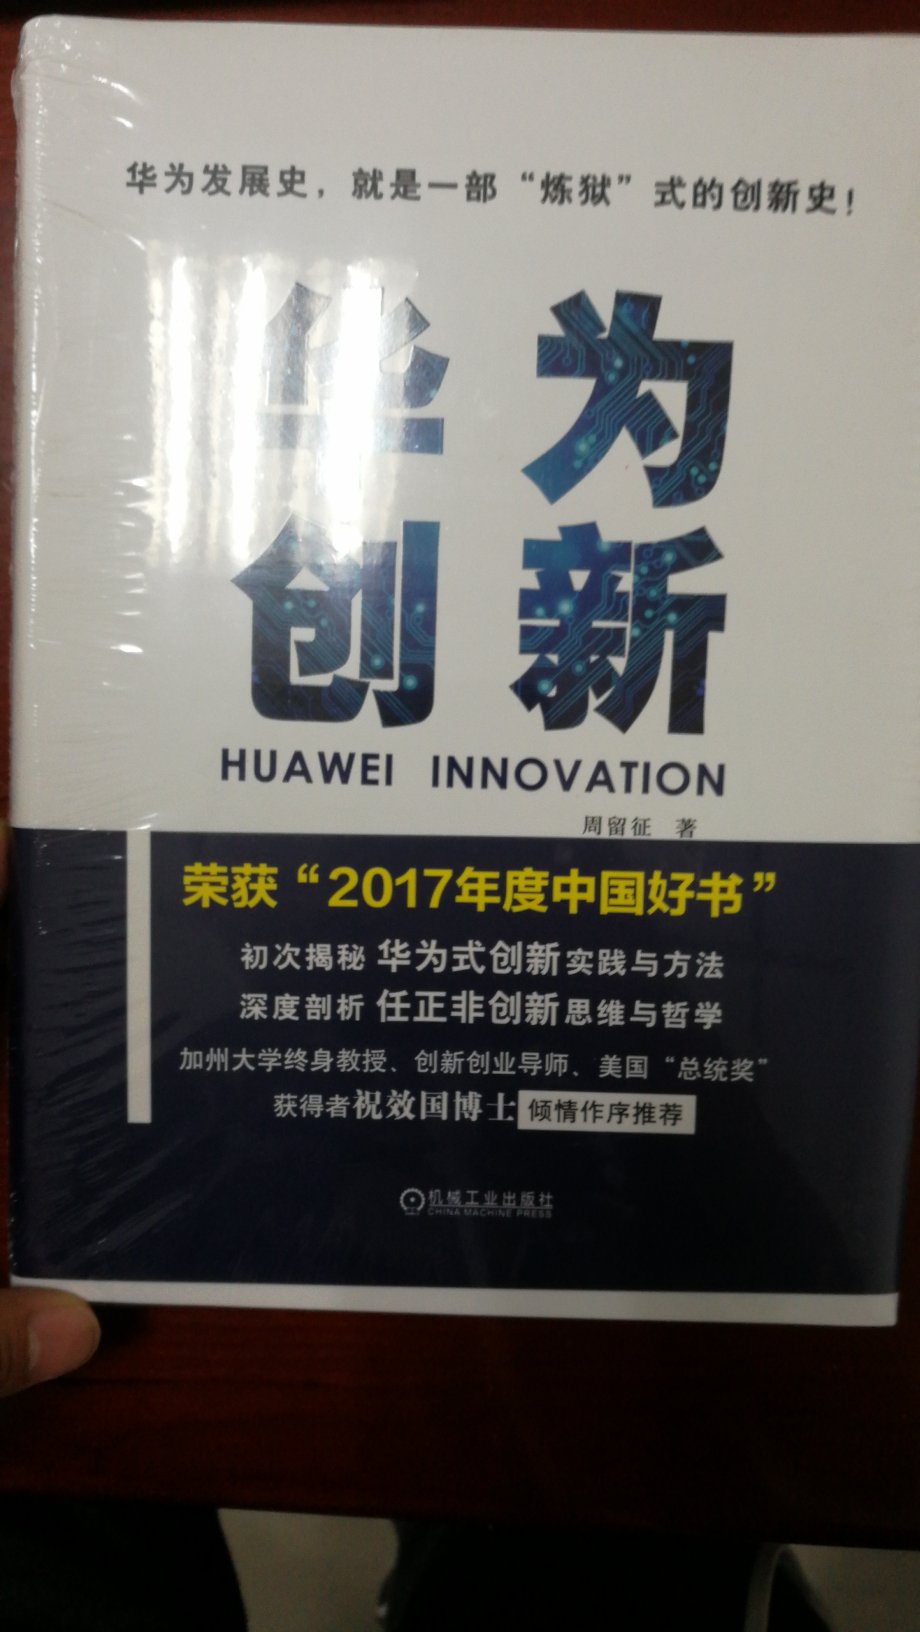 华为发展史，就是一部“炼狱”式的创新史！
华为
创新
HUAWEI INNOVATION
周留征 著
荣获“2017年度中国好书”
初次揭秘 华为式创新实践与方法
深度剖析 任正非创新思维与哲学
加州大学终身教授、创新创业导师、美国“总统奖”
获得者祝效国博士 倾情作序推荐
机械工业出版社
CHINA MACHINE PRESS